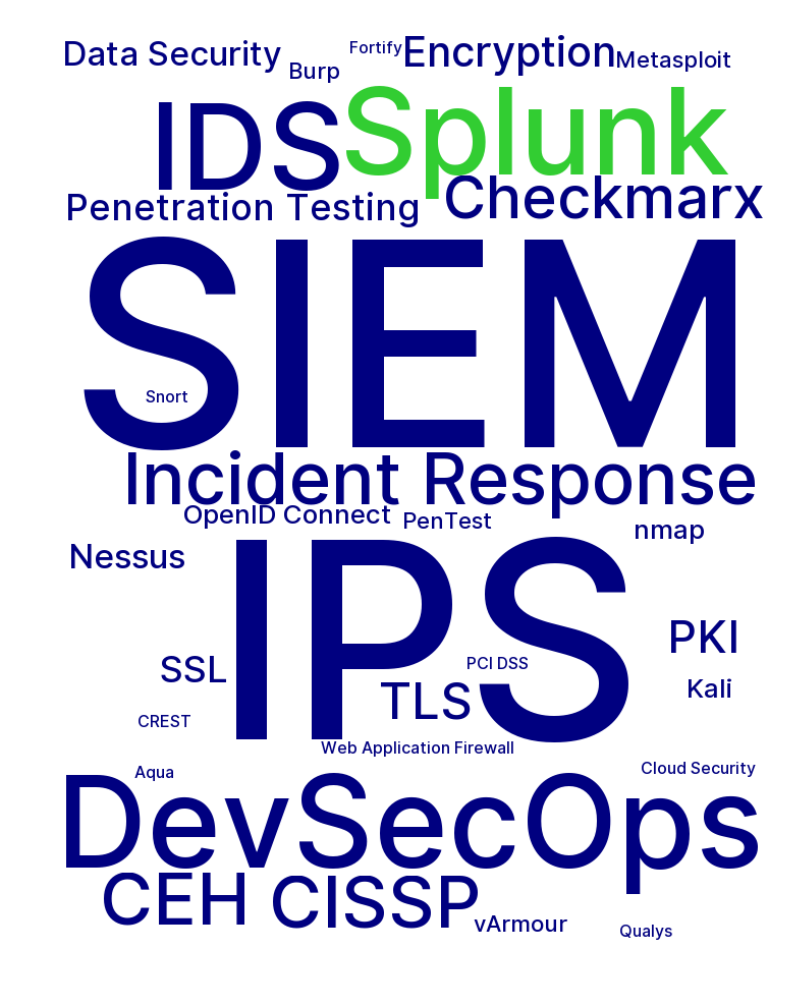 Data Security
Burp
Fortify
Encryption
Metasploit
IDS
Splunk
Penetration Testing
Checkmarx
SIEM
Snort
Incident Response
OpenID Connect
PenTest
nmap
Nessus
IPS
PKI
SSL
PCI DSS
TLS
Kali
CREST
Web Application Firewall
Aqua
Cloud Security
DevSecOps
CEH
CISSP
vArmour
Qualys